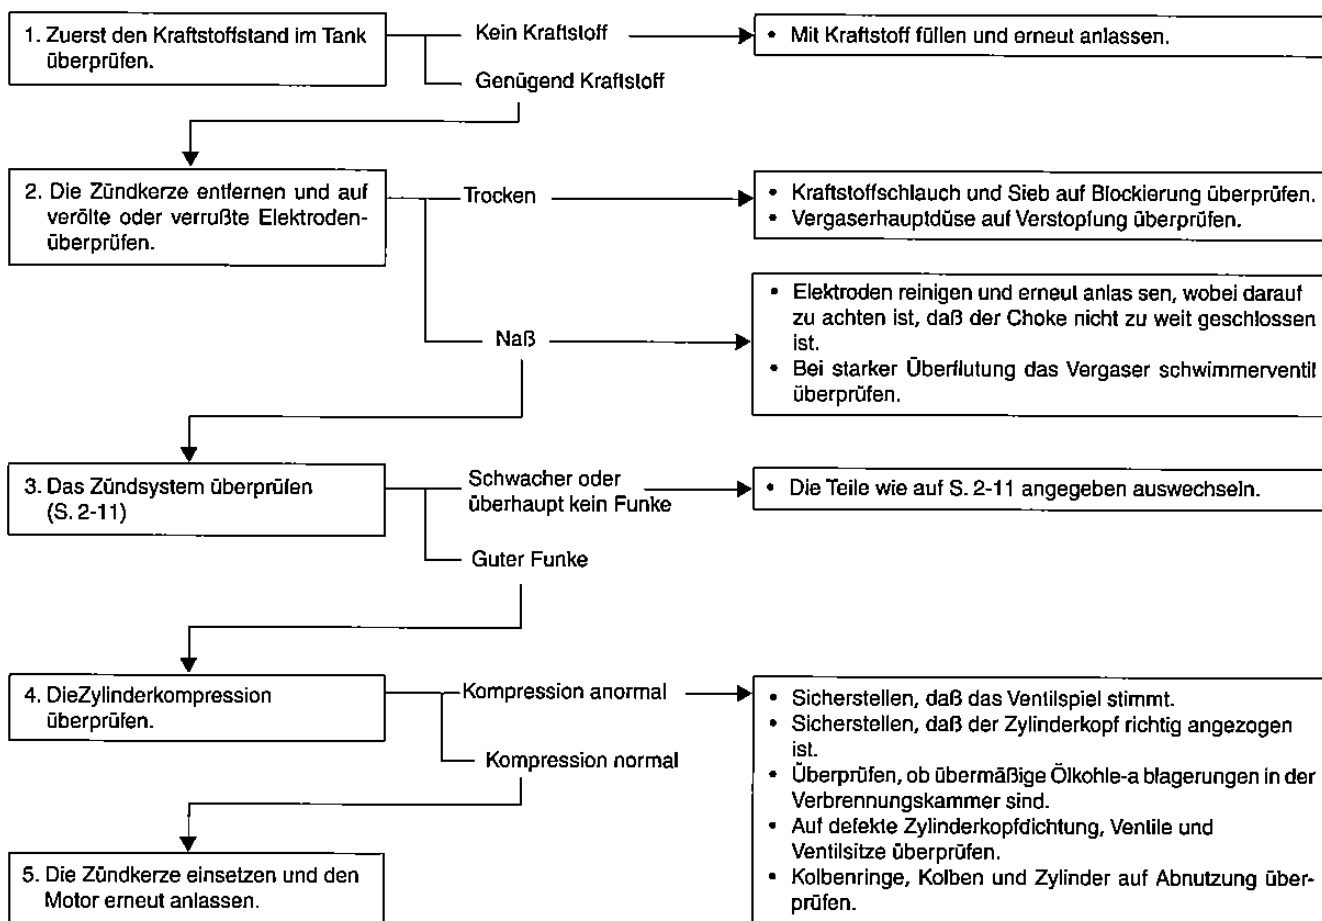 1. Zuerst den Kraftstoffstand im Tank
überprüfen.
Kein Kraftstoff
• Mit Kraftstoff füllen und erneut anlassen.
Genügend Kraftstoff
2. Die Zündkerze entfernen und auf
verölte oder verrußte Elektroden-
überprüfen.
Trocken
• Kraftstoffschlauch und Sieb auf Blockierung überprüfen.
• Vergaserhauptdüse auf Verstopfung überprüfen.
Naß
• Elektroden reinigen und erneut anlas sen, wobei darauf
zu achten ist, daß der Choke nicht zu weit geschlossen
ist.
• Bei starker Überflutung das Vergaser schwimmerventil
überprüfen.
3. Das Zündsystem überprüfen
(S. 2-11)
Schwacher oder
überhaupt kein Funke
• Die Teile wie auf S. 2-11 angegeben auswechseln.
Guter Funke
4. DieZylinderkompression
überprüfen.
Kompression anormal
Kompression normal
• Sicherstellen, daß das Ventilspiel stimmt.
• Sicherstellen, daß der Zylinderkopf richtig angezogen
ist.
• Überprüfen, ob übermäßige Ölkohle-a blagerungen in der
Verbrennungskammer sind.
• Auf defekte Zylinderkopfdichtung, Ventile und
Ventilsitze überprüfen.
• Kolbenringe, Kolben und Zylinder auf Abnutzung über-
prüfen.
5. Die Zündkerze einsetzen und den
Motor erneut anlassen.